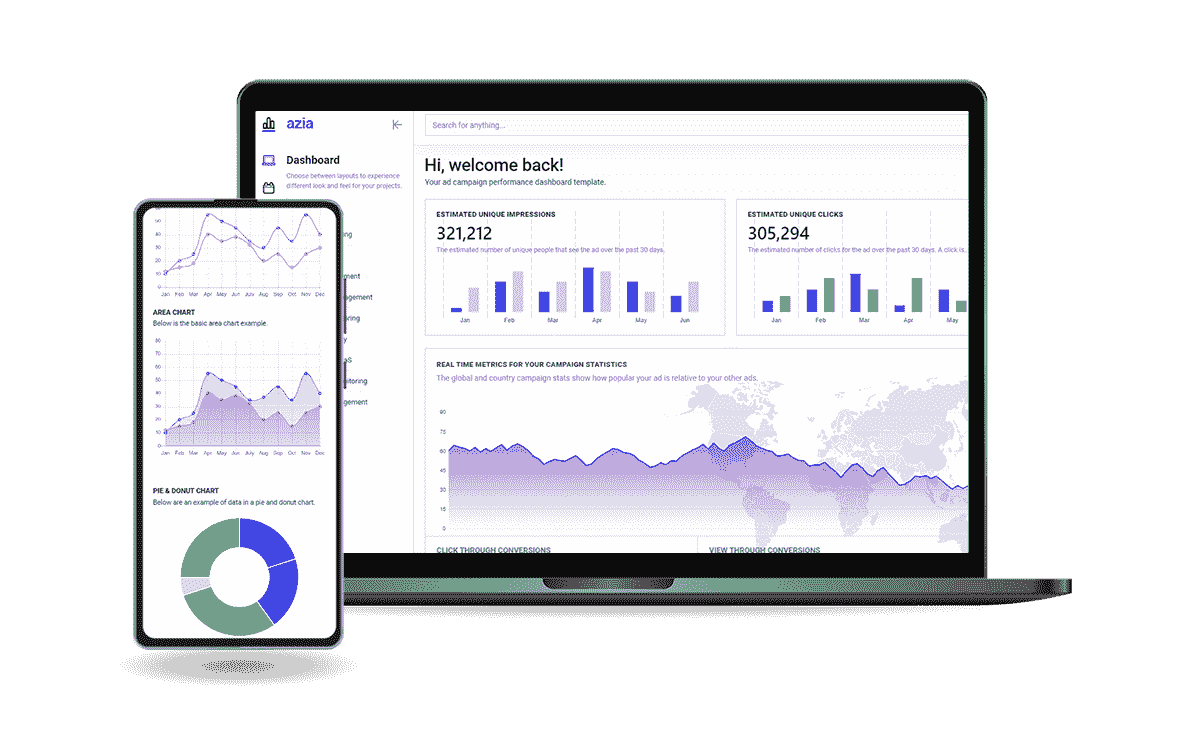 azia
Search for anything...
Dashboard
Choose between layouts to experience
different look and feel for your projects.
Hi, welcome back!
Your ad campaign performance dashboard template.
ESTIMATED UNIQUE IMPRESSIONS
321,212
The estimated number of unique people that see the ad over the past 30 days.
Jan Feb Mar Apr May Jun
ESTIMATED UNIQUE CLICKS
305,294
The estimated number of clicks for the ad over the past 30 days. A click is
Jan Feb Mar Apr May
REAL TIME METRICS FOR YOUR CAMPAIGN STATISTICS
The global and country campaign stats show how popular your ad is relative to your other ads.
90
75
60
45
30
15
0
CLICK THROUGH CONVERSIONS
VIEW THROUGH CONVERSIONS
ng
ment
agement
oring
y
aS
nitoring
gement
50
40
30
20
10
0
Jan Feb Mar Apr May Jun July Aug Sep Oct Nov Dec
AREA CHART
Below is the basic area chart example.
80
70
60
50
40
30
20
10
0
Jan Feb Mar Apr May Jun July Aug Sep Oct Nov Dec
PIE & DONUT CHART
Below are an example of data in a pie and donut chart.